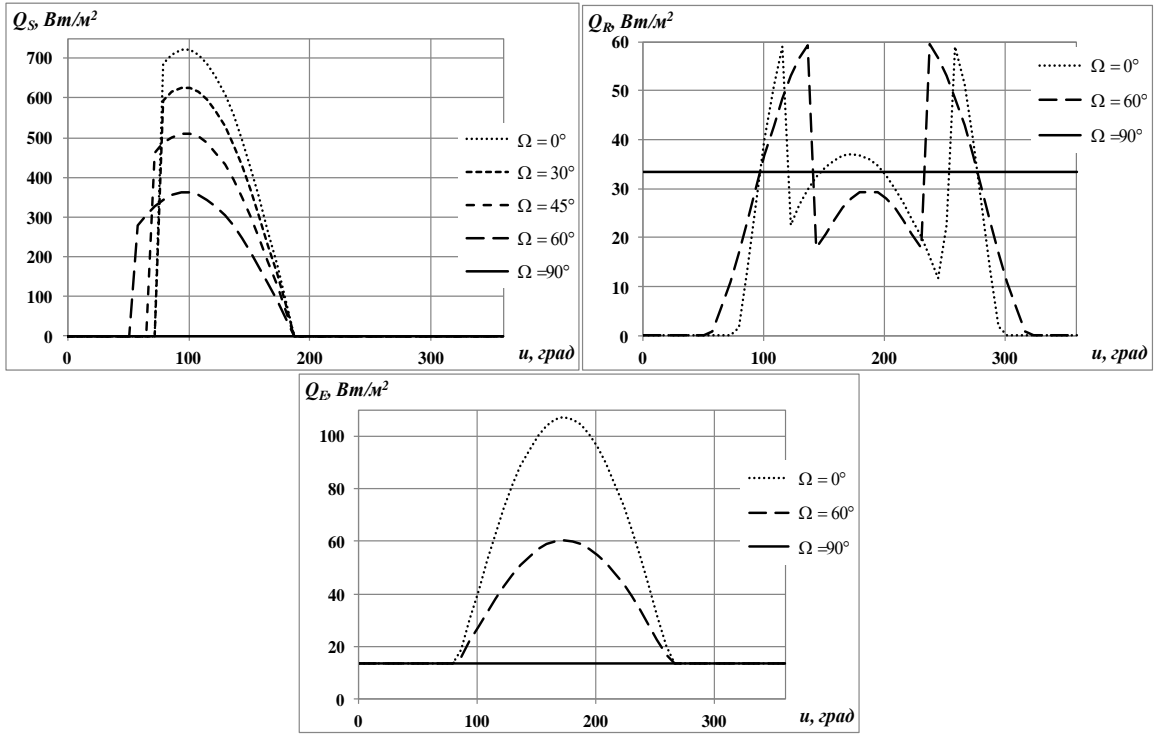 Q_S, Вт/м²
700
600
500
400
300
200
100
0
0 100 200 300
u, град
Ω = 0°
Ω = 30°
Ω = 45°
Ω = 60°
Ω =90°
Q_R, Вт/м²
60
50
40
30
20
10
0
0 100 200 300
u, град
Ω = 0°
Ω = 60°
Ω =90°
Q_E, Вт/м²
100
80
60
40
20
0
0 100 200 300
u, град
Ω = 0°
Ω = 60°
Ω =90°